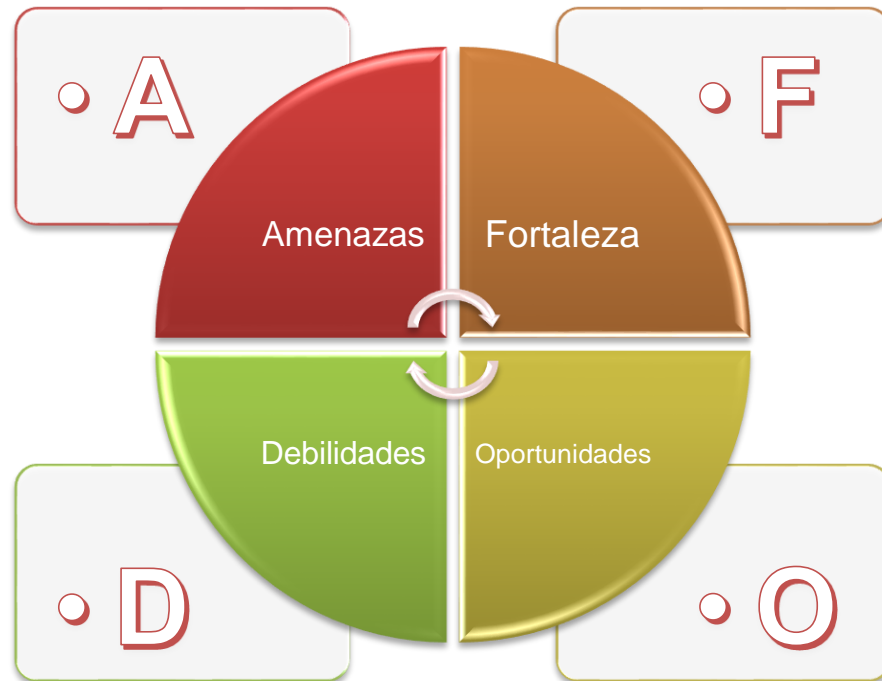 • A
• F
Amenazas
Fortaleza
Debilidades
Oportunidades
• D
• O